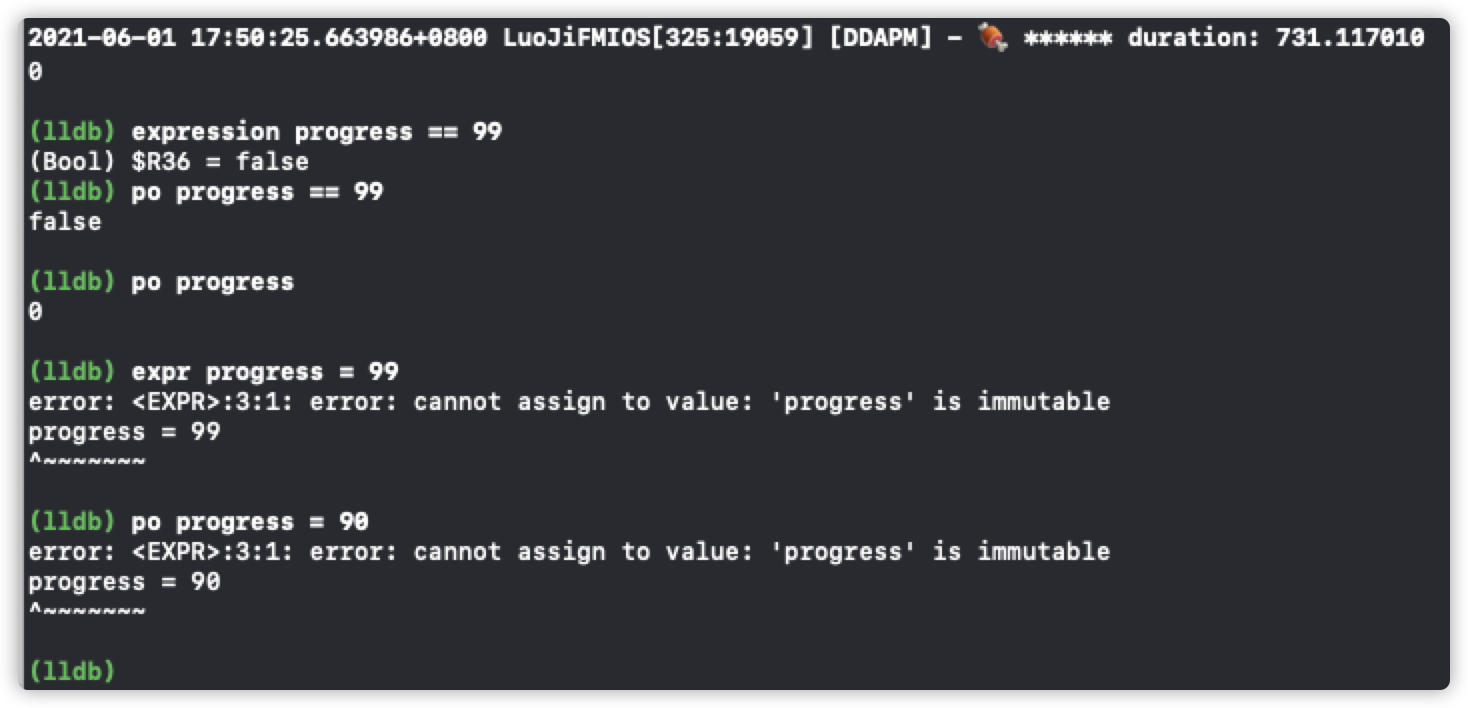 2021-06-01 17:50:25.663986+0800 LuoJiFMIOS[325:19059] [DDAPM] - 🍖 ****** duration: 731.117010
0
(lldb) expression progress == 99
(Bool) $R36 = false
(lldb) po progress == 99
false
(lldb) po progress
0
(lldb) expr progress = 99
error: <EXPR>:3:1: error: cannot assign to value: 'progress' is immutable
progress = 99
^~~~~~~~
(lldb) po progress = 90
error: <EXPR>:3:1: error: cannot assign to value: 'progress' is immutable
progress = 90
^~~~~~~~
(lldb)